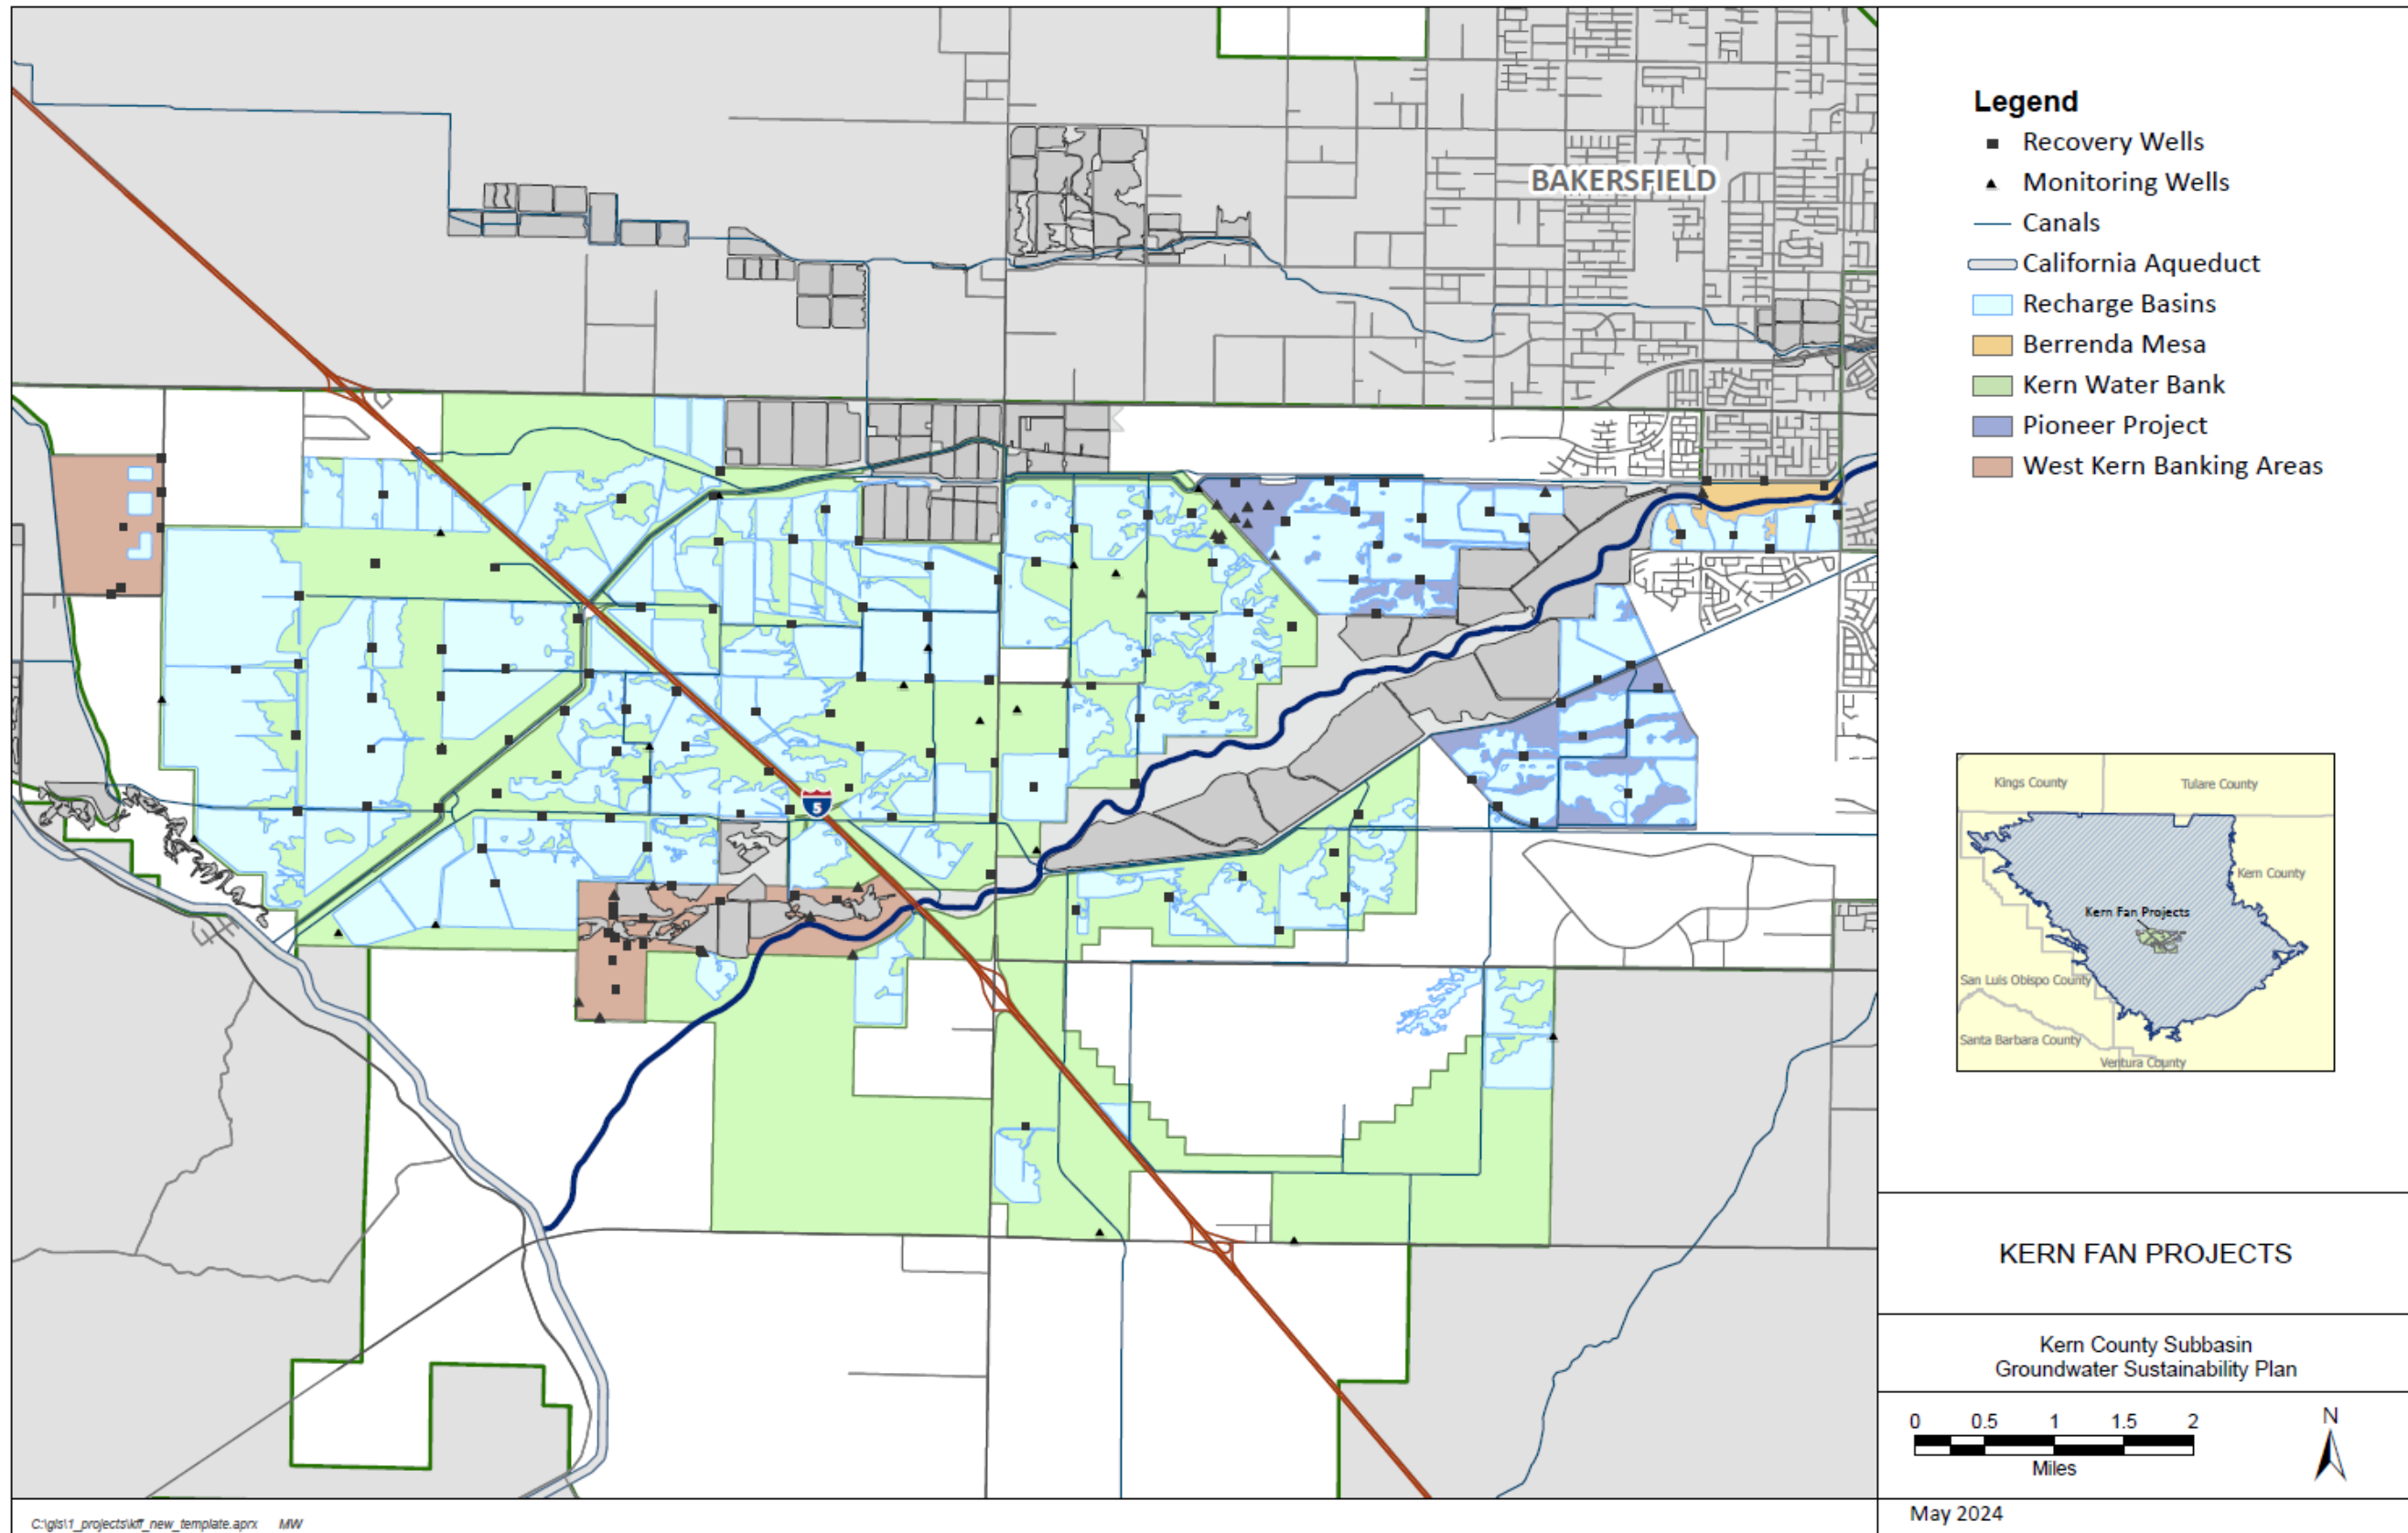 BAKERSFIELD
5
Legend
Recovery Wells
Monitoring Wells
Canals
California Aqueduct
Recharge Basins
Berrenda Mesa
Kern Water Bank
Pioneer Project
West Kern Banking Areas
Kings County
Tulare County
Kern County
Kern Fan Projects
San Luis Obispo County
Santa Barbara County
Ventura County
KERN FAN PROJECTS
Kern County Subbasin
Groundwater Sustainability Plan
0 0.5 1 1.5 2
Miles
N
May 2024
C:\gis\1_projects\kff_new_template.aprx MW